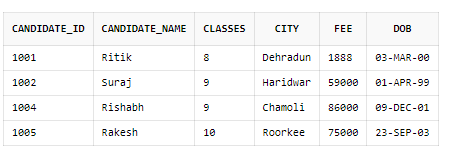 CANDIDATE_ID CANDIDATE_NAME CLASSES CITY FEE DOB
1001 Ritik 8 Dehradun 1888 03-MAR-00
1002 Suraj 9 Haridwar 59000 01-APR-99
1004 Rishabh 9 Chamoli 86000 09-DEC-01
1005 Rakesh 10 Roorkee 75000 23-SEP-03